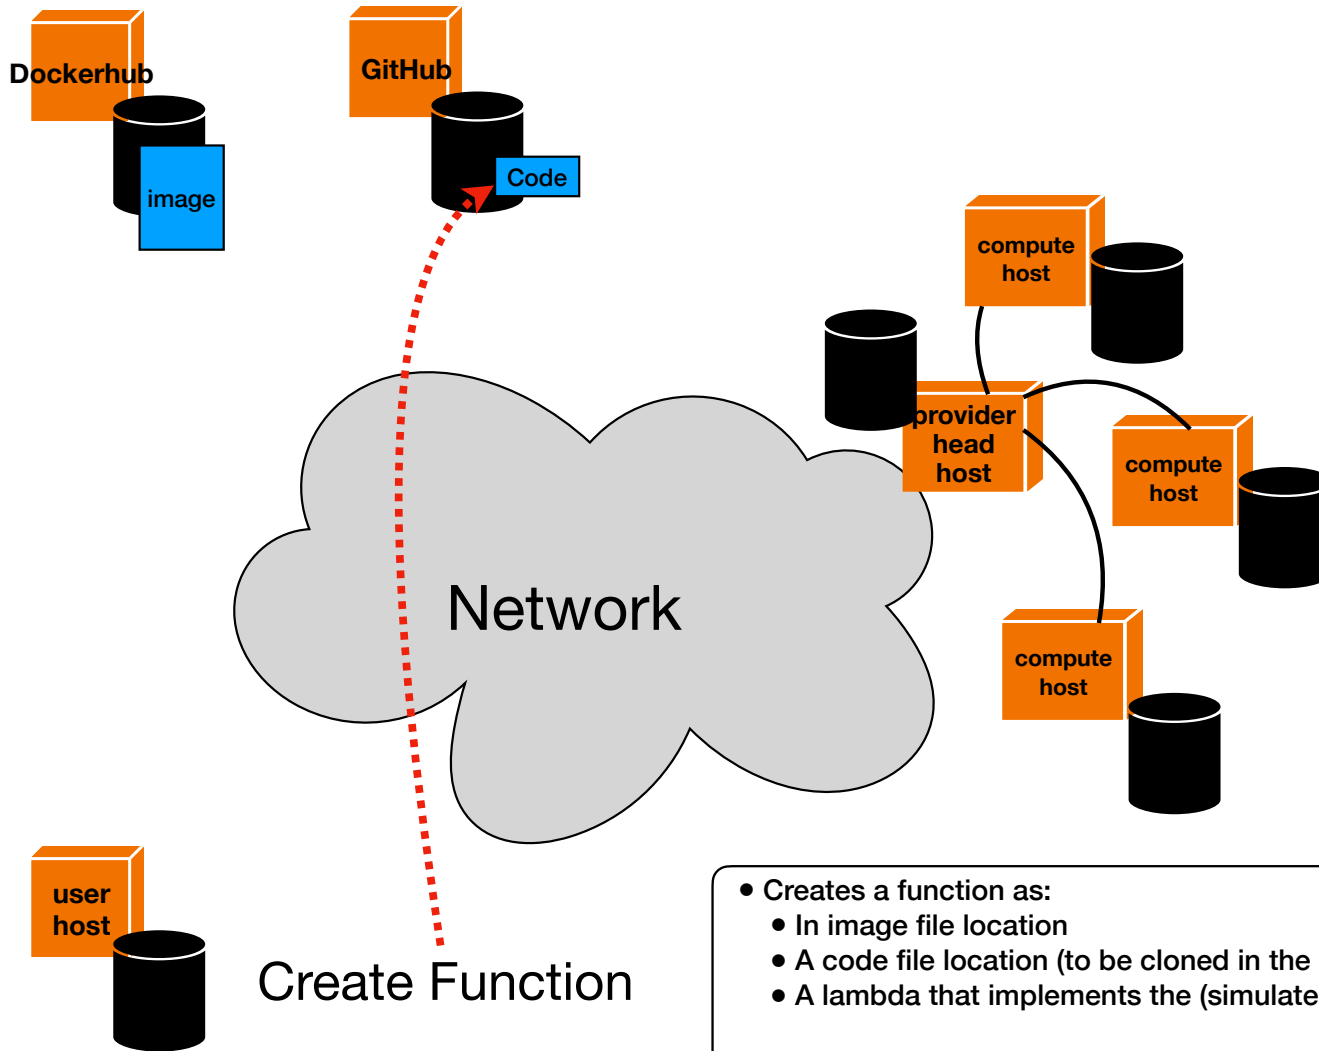 Dockerhub
GitHub
image
Code
compute
host
provider
head
host
compute
host
Network
compute
host
user
host
Create Function
• Creates a function as:
• In image file location
• A code file location (to be cloned in the
• A lambda that implements the (simulate